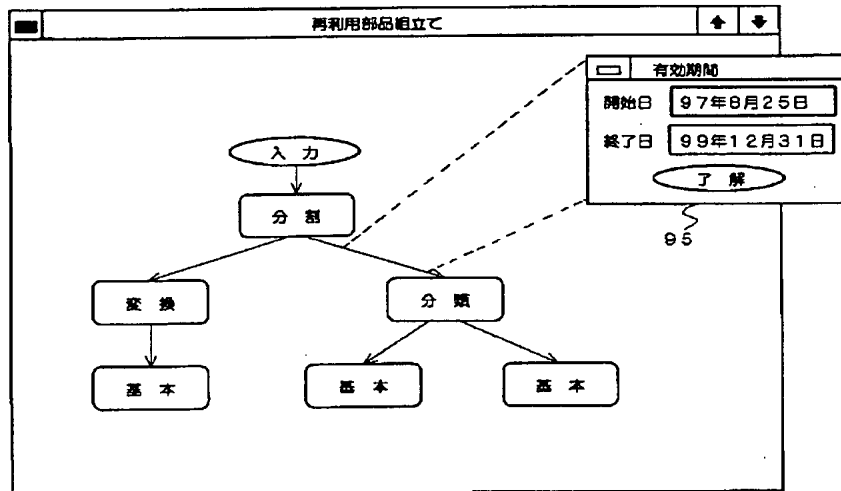 再利用部品組立て
有効期間
開始日 97年8月25日
終了日 99年12月31日
了解
95
入力
分割
変換 分類
基本 基本 基本